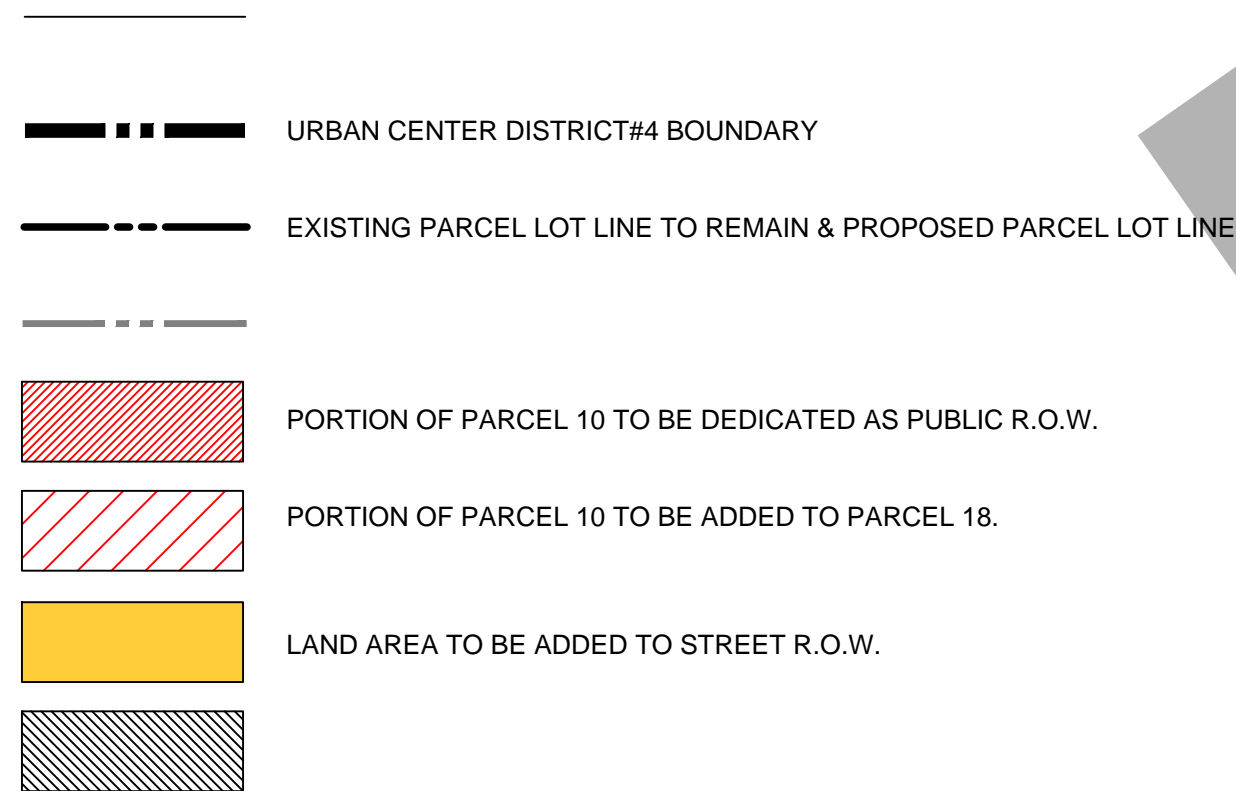 URBAN CENTER DISTRICT#4 BOUNDARY
EXISTING PARCEL LOT LINE TO REMAIN & PROPOSED PARCEL LOT LINE
PORTION OF PARCEL 10 TO BE DEDICATED AS PUBLIC R.O.W.
PORTION OF PARCEL 10 TO BE ADDED TO PARCEL 18.
LAND AREA TO BE ADDED TO STREET R.O.W.